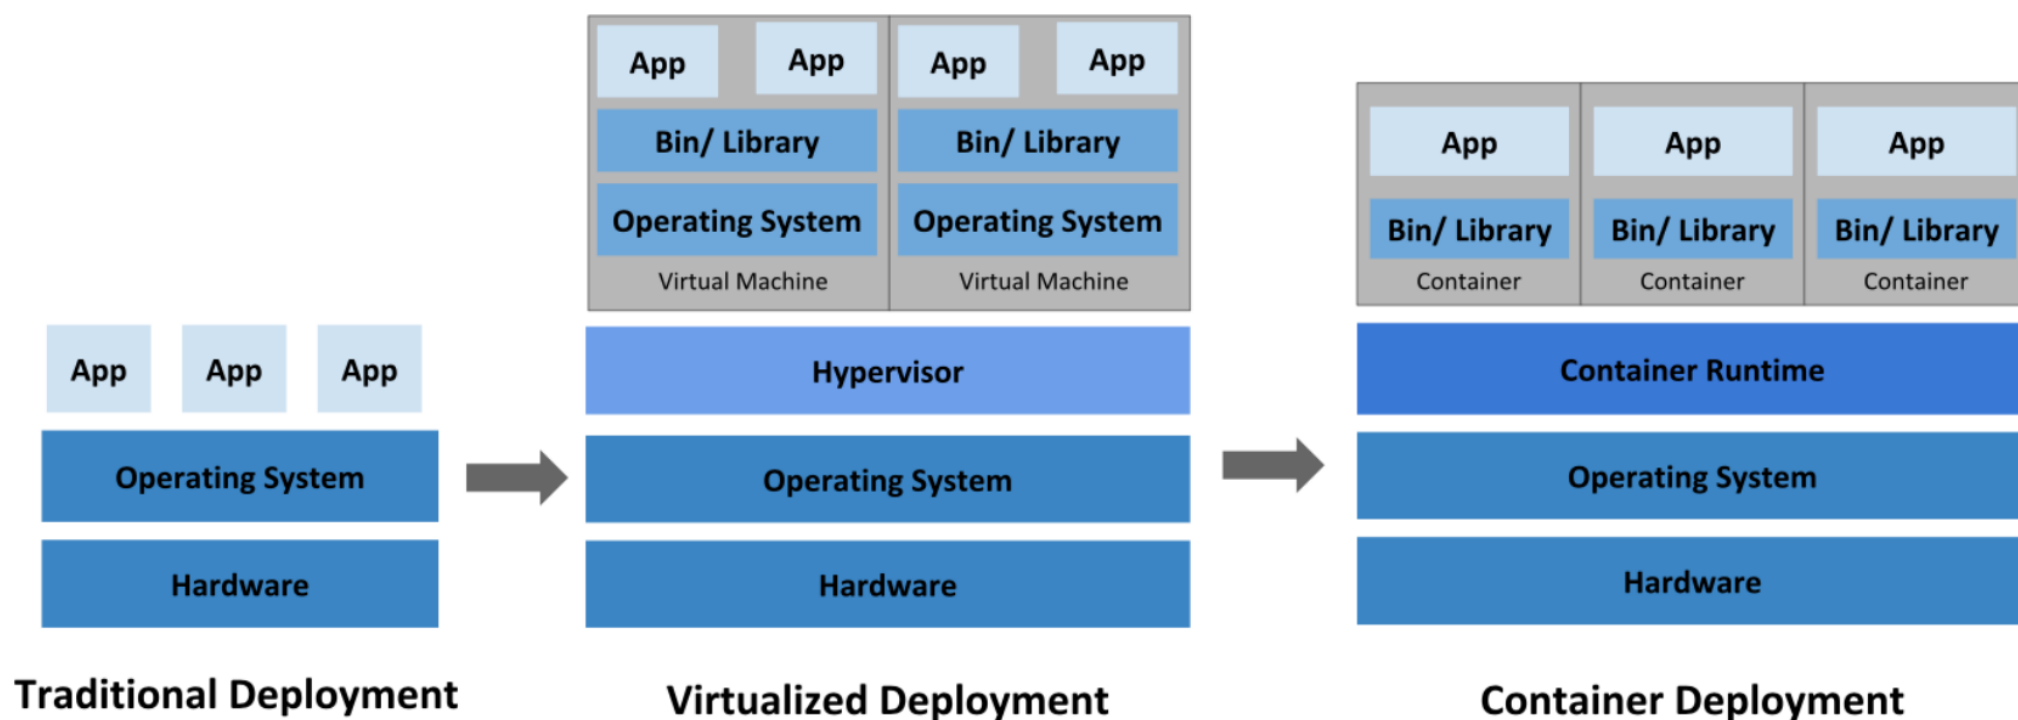 App
App
App
Operating System
Hardware
Traditional Deployment
App
App
App
App
Bin/ Library
Bin/ Library
Operating System
Operating System
Virtual Machine
Virtual Machine
Hypervisor
Operating System
Hardware
Virtualized Deployment
App
App
App
Bin/ Library
Bin/ Library
Bin/ Library
Container
Container
Container
Container Runtime
Operating System
Hardware
Container Deployment